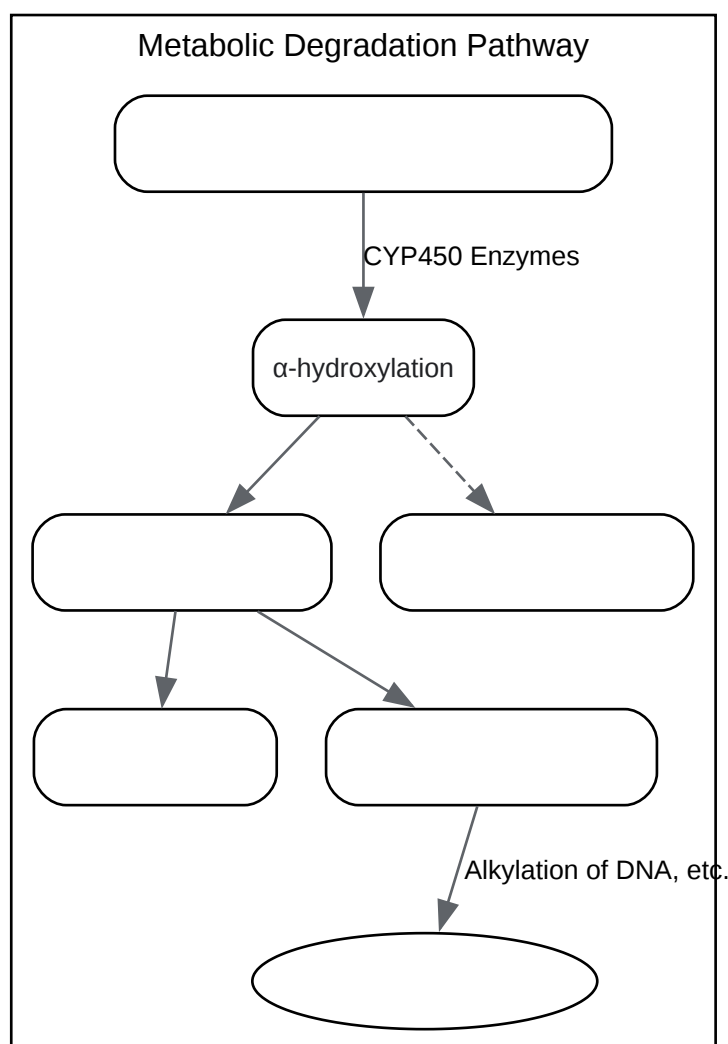 Metabolic Degradation Pathway
CYP450 Enzymes
α-hydroxylation
Alkylation of DNA, etc.